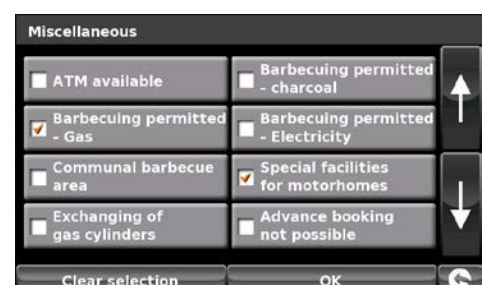 Miscellaneous
ATM available
Barbecuing permitted
- charcoal
Barbecuing permitted
- Gas
Barbecuing permitted
- Electricity
Communal barbecue
area
Special facilities
for motorhomes
Exchanging of
gas cylinders
Advance booking
not possible
Clear selection
OK